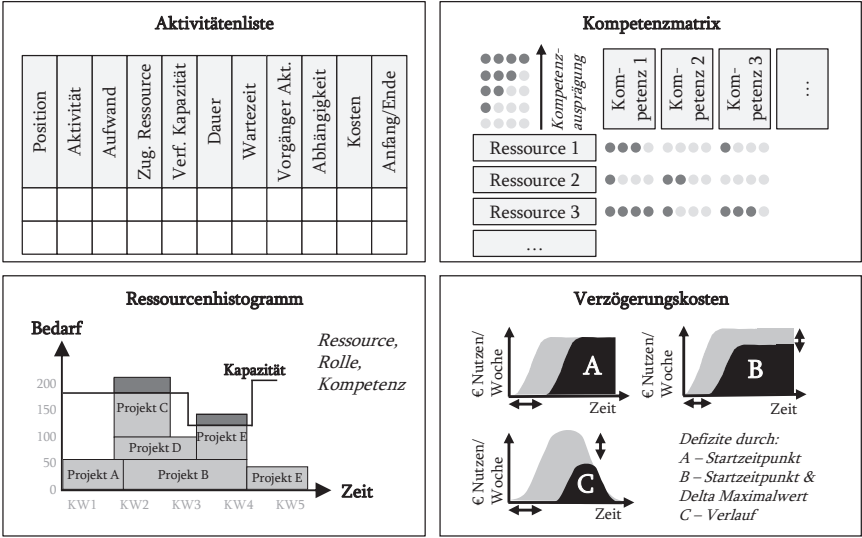 Aktivitätenliste
Position
Aktivität
Aufwand
Zug. Ressource
Verf. Kapazität
Dauer
Wartezeit
Vorgänger Akt.
Abhängigkeit
Kosten
Anfang/Ende
Kompetenzmatrix
Kompetenz-
ausprägung
Kom-
petenz 1
Kom-
petenz 2
Kom-
petenz 3
...
Ressource 1
Ressource 2
Ressource 3
...
Ressourcenhistogramm
Bedarf
Ressource,
Rolle,
Kompetenz
Kapazität
200
150
100
50
0
Projekt C
Projekt D
Projekt E
Projekt A
Projekt B
Projekt E
Zeit
KW1
KW2
KW3
KW4
KW5
Verzögerungskosten
€ Nutzen/
Woche
A
Zeit
€ Nutzen/
Woche
B
Zeit
€ Nutzen/
Woche
C
Zeit
Defizite durch:
A – Startzeitpunkt
B – Startzeitpunkt &
Delta Maximalwert
C – Verlauf